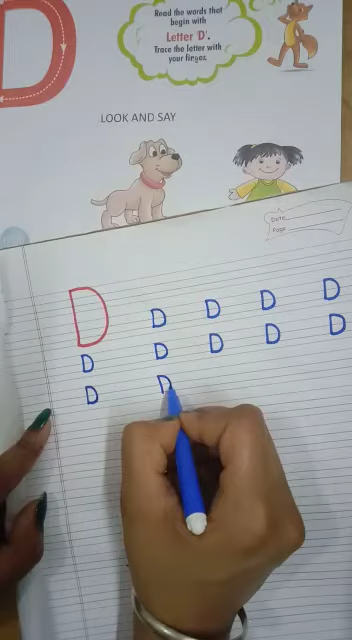 D
Read the words that
begin with
Letter 'D'.
Trace the letter with
your finger.
LOOK AND SAY
Date
Page
D D D D D
D D D D D
D D